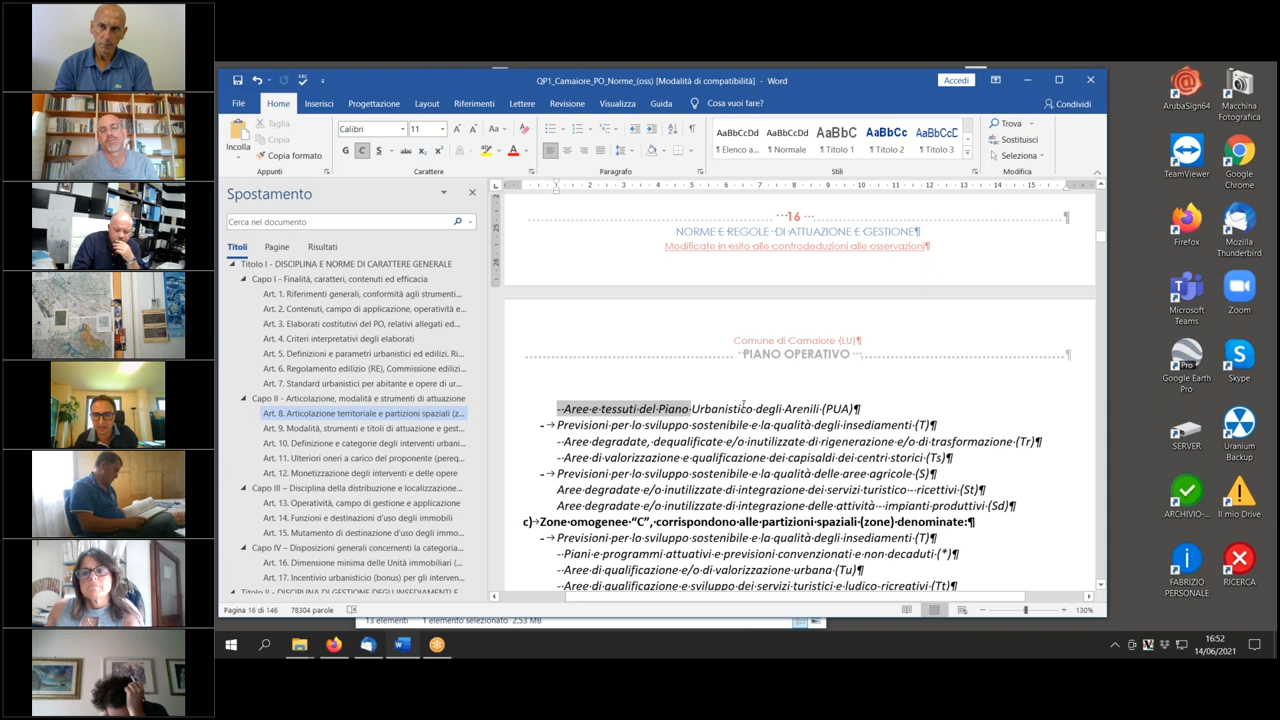 QP1_Camaiore_PO_Norme_(oss) [Modalità di compatibilità] - Word
Accedi
File Home Inserisci Progettazione Layout Riferimenti Lettere Revisione Visualizza Guida Cosa vuoi fare? Condividi
Incolla
Taglia
Copia
Copia formato
Appunti
Calibri 11
G C S abc x₂ x² A
Carattere
Paragrafo
AaBbCcDd AaBbCcDd AaBbC AaBbCc AaBbCcD
¶ Elenco a... ¶ Normale ¶ Titolo 1 ¶ Titolo 2 ¶ Titolo 3
Stili
Trova
Sostituisci
Seleziona
Modifica
Spostamento
Cerca nel documento
Titoli Pagine Risultati
Titolo I - DISCIPLINA E NORME DI CARATTERE GENERALE
Capo I - Finalità, caratteri, contenuti ed efficacia
Art. 1. Riferimenti generali, conformità agli strumenti...
Art. 2. Contenuti, campo di applicazione, operatività e...
Art. 3. Elaborati costitutivi del PO, relativi allegati ed...
Art. 4. Criteri interpretativi degli elaborati
Art. 5. Definizioni e parametri urbanistici ed edilizi. Ri...
Art. 6. Regolamento edilizio (RE), Commissione edilizi...
Art. 7. Standard urbanistici per abitante e opere di ur...
Capo II - Articolazione, modalità e strumenti di attuazione
Art. 8. Articolazione territoriale e partizioni spaziali (z...
Art. 9. Modalità, strumenti e titoli di attuazione e gest...
Art. 10. Definizione e categorie degli interventi urbani...
Art. 11. Ulteriori oneri a carico del proponente (pereq...
Art. 12. Monetizzazione degli interventi e delle opere
Capo III – Disciplina della distribuzione e localizzazione...
Art. 13. Operatività, campo di gestione e applicazione
Art. 14. Funzioni e destinazioni d'uso degli immobili
Art. 15. Mutamento di destinazione d'uso degli immo...
Capo IV – Disposizioni generali concernenti la categoria...
Art. 16. Dimensione minima delle Unità immobiliari (...
Art. 17. Incentivo urbanisticio (bonus) per gli interven...
Titolo II - DISCIPLINA DI GESTIONE DEGLI INSEDIAMENTI E...
16
NORME E REGOLE DI ATTUAZIONE E GESTIONE¶
Modificate in esito alle controdeduzioni alle osservazioni¶
Comune di Camaiore (LU)¶
PIANO OPERATIVO
- Aree e tessuti del Piano Urbanistico degli Arenili (PUA)¶
- Previsioni per lo sviluppo sostenibile e la qualità degli insediamenti (T)¶
- Aree degradate, dequalificate e/o inutilizzate di rigenerazione e/o di trasformazione (Tr)¶
- Aree di valorizzazione e qualificazione dei capisaldi dei centri storici (Ts)¶
- Previsioni per lo sviluppo sostenibile e la qualità delle aree agricole (S)¶
Aree degradate e/o inutilizzate di integrazione dei servizi turistico - ricettivi (St)¶
Aree degradate e/o inutilizzate di integrazione delle attività - impianti produttivi (Sd)¶
c) Zone omogenee “C”, corrispondono alle partizioni spaziali (zone) denominate:¶
- Previsioni per lo sviluppo sostenibile e la qualità degli insediamenti (T)¶
- Piani e programmi attuativi e previsioni convenzionati e non decaduti (*)¶
- Aree di qualificazione e/o di valorizzazione urbana (Tu)¶
- Aree di qualificazione e sviluppo dei servizi turistici e ludico ricreativi (Tt)¶
Pagina 16 di 146 78304 parole 130%
13 elementi 1 elemento selezionato 2,53 MB
ArubaSign64
Macchina Fotografica
TeamViewer
Google Chrome
Firefox
Mozilla Thunderbird
Microsoft Teams
Zoom
Google Earth Pro
Skype
SERVER
Uranium Backup
ARCHIVIO-...
Il mio Drive
FABRIZIO PERSONALE
RICERCA
16:52
14/06/2021